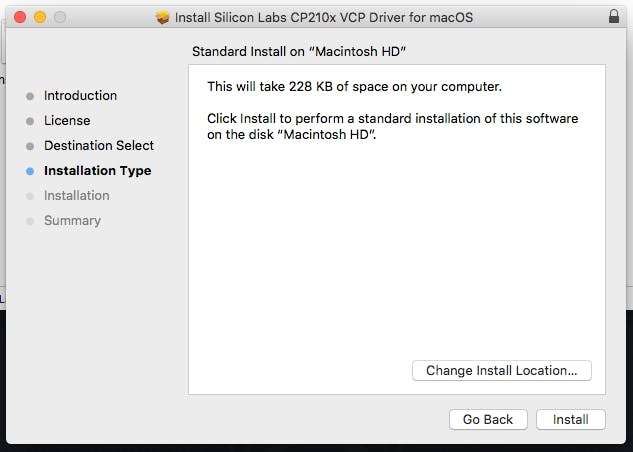 Install Silicon Labs CP210x VCP Driver for macOS
Standard Install on “Macintosh HD”
Introduction
License
Destination Select
Installation Type
Installation
Summary
This will take 228 KB of space on your computer.
Click Install to perform a standard installation of this software
on the disk “Macintosh HD”.
Change Install Location...
Go Back
Install